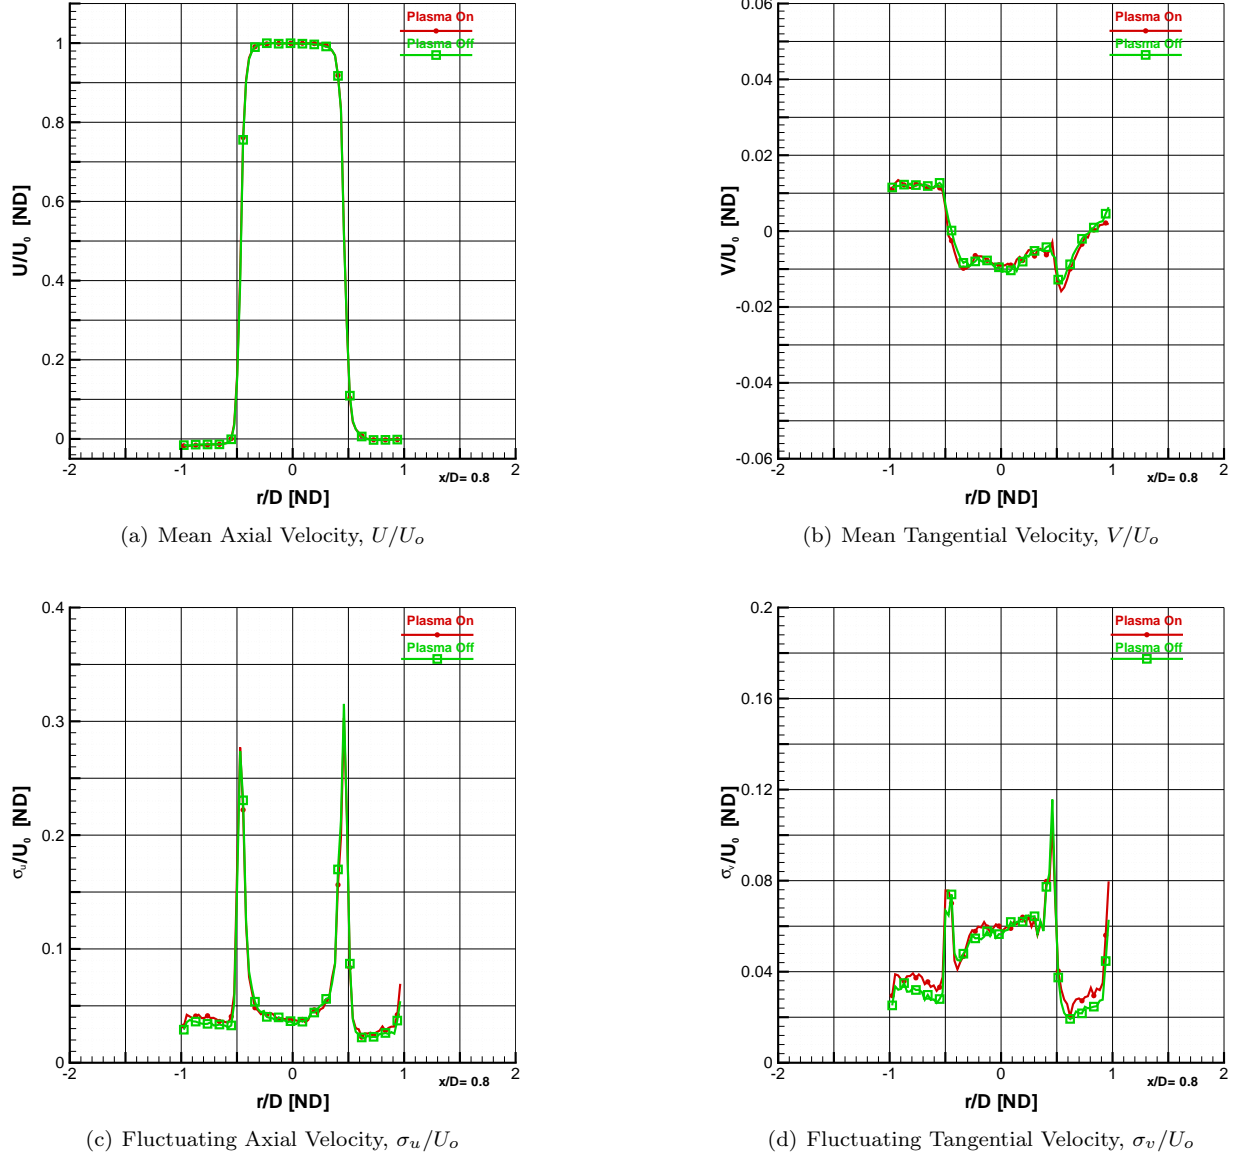 Plasma On
Plasma Off
1
0.8
0.6
0.4
0.2
0
U/U₀ [ND]
-2 -1 0 1 2
x/D= 0.8
r/D [ND]
(a) Mean Axial Velocity, U/Uₒ
Plasma On
Plasma Off
0.06
0.04
0.02
0
-0.02
-0.04
-0.06
V/U₀ [ND]
-2 -1 0 1 2
x/D= 0.8
r/D [ND]
(b) Mean Tangential Velocity, V/Uₒ
Plasma On
Plasma Off
0.4
0.3
0.2
0.1
0
σᵤ/U₀ [ND]
-2 -1 0 1 2
x/D= 0.8
r/D [ND]
(c) Fluctuating Axial Velocity, σᵤ/Uₒ
Plasma On
Plasma Off
0.2
0.16
0.12
0.08
0.04
0
σᵥ/U₀ [ND]
-2 -1 0 1 2
x/D= 0.8
r/D [ND]
(d) Fluctuating Tangential Velocity, σᵥ/Uₒ